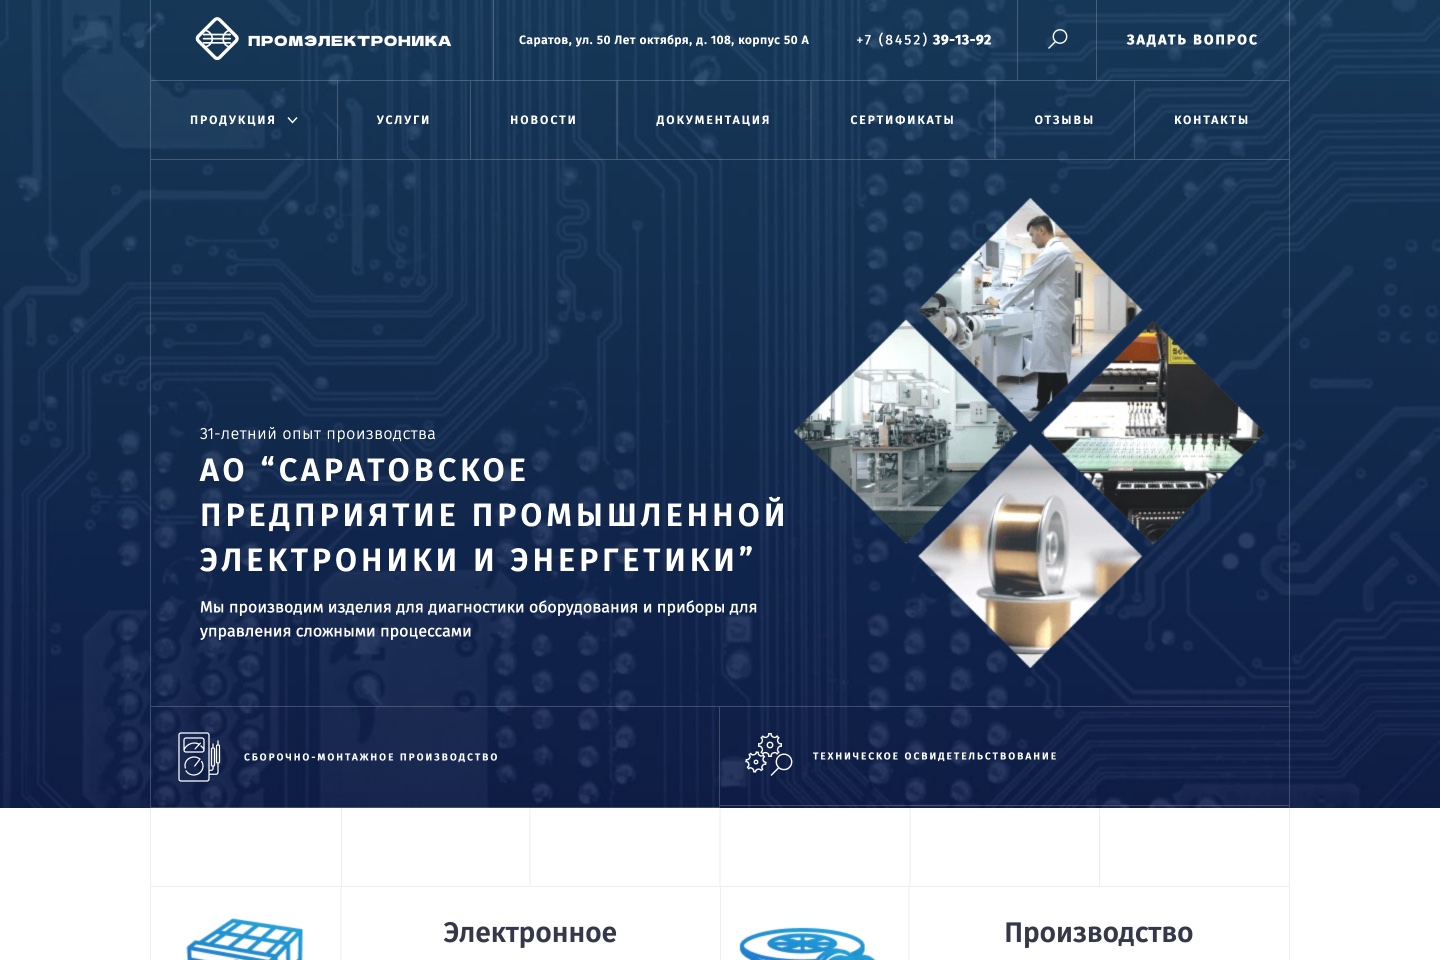 ПРОМЭЛЕКТРОНИКА
Саратов, ул. 50 Лет октября, д. 108, корпус 50 А
+7 (8452) 39-13-92
ЗАДАТЬ ВОПРОС
ПРОДУКЦИЯ
УСЛУГИ
НОВОСТИ
ДОКУМЕНТАЦИЯ
СЕРТИФИКАТЫ
ОТЗЫВЫ
КОНТАКТЫ
31-летний опыт производства
АО “САРАТОВСКОЕ
ПРЕДПРИЯТИЕ ПРОМЫШЛЕННОЙ
ЭЛЕКТРОНИКИ И ЭНЕРГЕТИКИ”
Мы производим изделия для диагностики оборудования и приборы для
управления сложными процессами
СБОРОЧНО-МОНТАЖНОЕ ПРОИЗВОДСТВО
ТЕХНИЧЕСКОЕ ОСВИДЕТЕЛЬСТВОВАНИЕ
Электронное
Производство